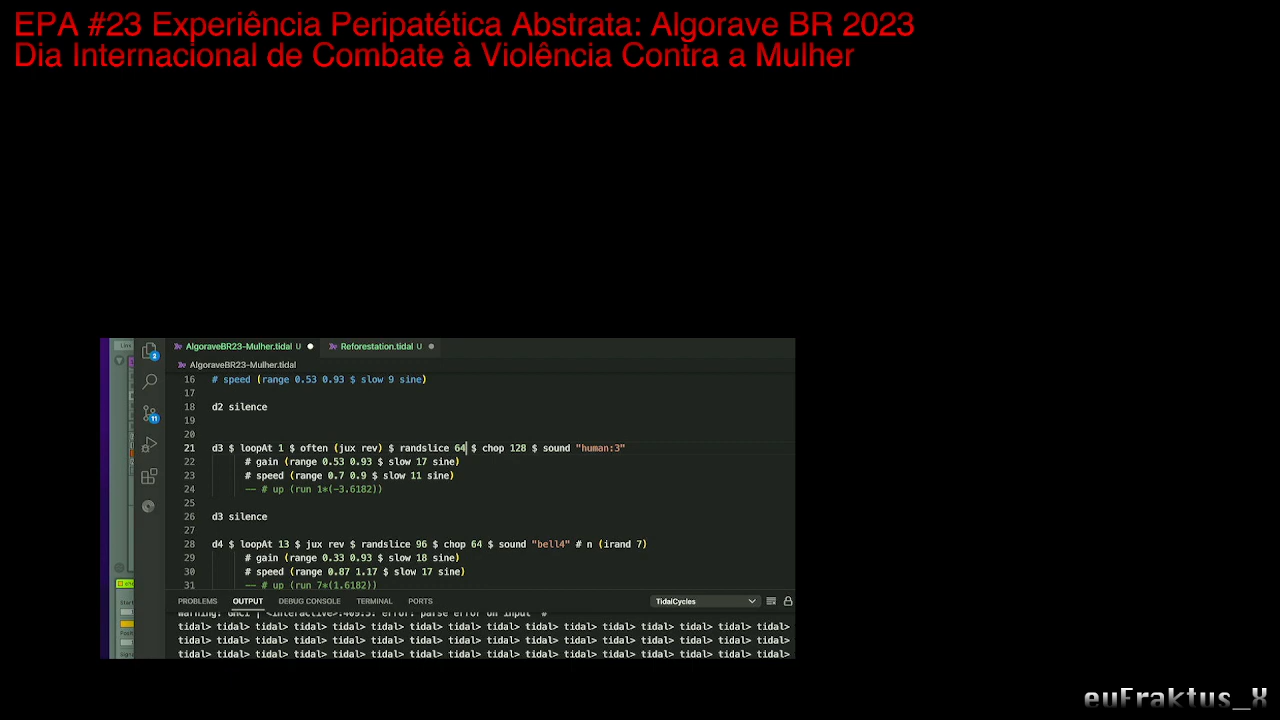 EPA #23 Experiência Peripatética Abstrata: Algorave BR 2023
Dia Internacional de Combate à Violência Contra a Mulher
AlgoraveBR23-Mulher.tidal U Reforestation.tidal U
AlgoraveBR23-Mulher.tidal
16 # speed (range 0.53 0.93 $ slow 9 sine)
17
18 d2 silence
19
20
21 d3 $ loopAt 1 $ often (jux rev) $ randslice 64 $ chop 128 $ sound "human:3"
22 # gain (range 0.53 0.93 $ slow 17 sine)
23 # speed (range 0.7 0.9 $ slow 11 sine)
24 -- # up (run 1*(-3.6182))
25
26 d3 silence
27
28 d4 $ loopAt 13 $ jux rev $ randslice 96 $ chop 64 $ sound "bell4" # n (irand 7)
29 # gain (range 0.33 0.93 $ slow 18 sine)
30 # speed (range 0.87 1.17 $ slow 17 sine)
31 -- # up (run 7*(1.6182))
PROBLEMS OUTPUT DEBUG CONSOLE TERMINAL PORTS TidalCycles
tidal> tidal> tidal> tidal> tidal> tidal> tidal> tidal> tidal> tidal> tidal> tidal> tidal> tidal> tidal> tidal>
tidal> tidal> tidal> tidal> tidal> tidal> tidal> tidal> tidal> tidal> tidal> tidal> tidal> tidal> tidal> tidal>
tidal> tidal> tidal> tidal> tidal> tidal> tidal> tidal> tidal> tidal> tidal> tidal> tidal> tidal> tidal> tidal>
euFraktus_X